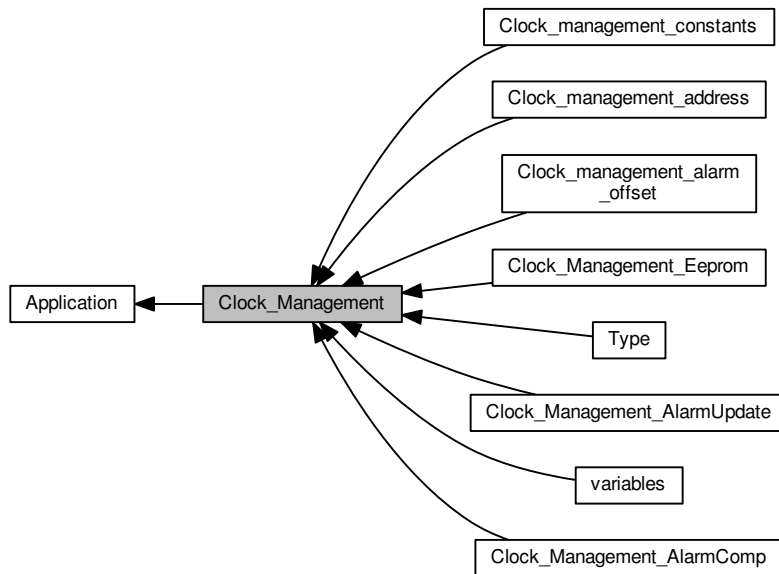 Clock_management_constants
Clock_management_address
Clock_management_alarm
_offset
Clock_Management_Eeprom
Application
Clock_Management
Type
Clock_Management_AlarmUpdate
variables
Clock_Management_AlarmComp